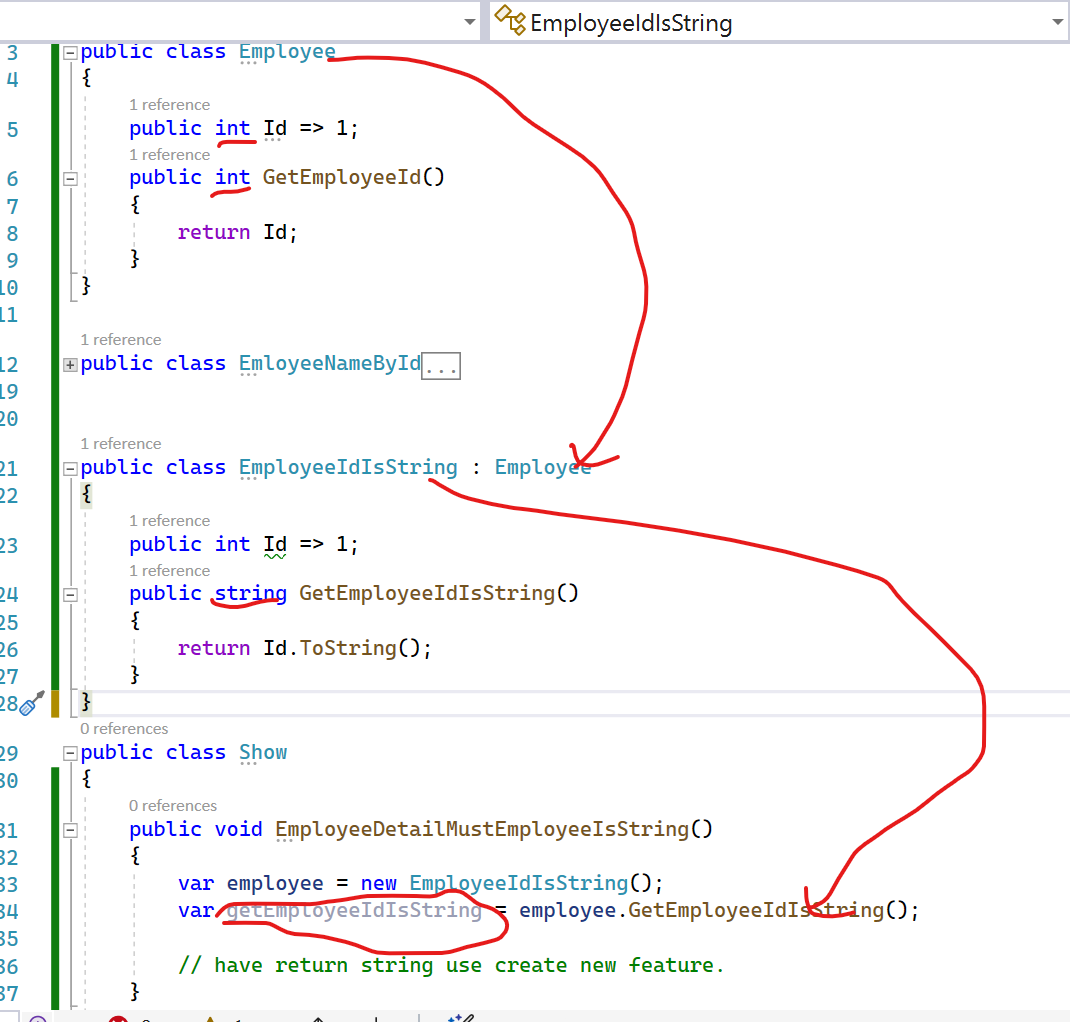 EmployeeIdIsString
3 public class Employee
4 {
1 reference
5 public int Id => 1;
1 reference
6 public int GetEmployeeId()
7 {
8 return Id;
9 }
10 }
11
1 reference
12 public class EmloyeeNameById...
19
20
1 reference
21 public class EmployeeIdIsString : Employee
22 {
1 reference
23 public int Id => 1;
1 reference
24 public string GetEmployeeIdIsString()
25 {
26 return Id.ToString();
27 }
28 }
0 references
29 public class Show
30 {
0 references
31 public void EmployeeDetailMustEmployeeIsString()
32 {
33 var employee = new EmployeeIdIsString();
34 var getEmployeeIdIsString = employee.GetEmployeeIdIsString();
35
36 // have return string use create new feature.
37 }